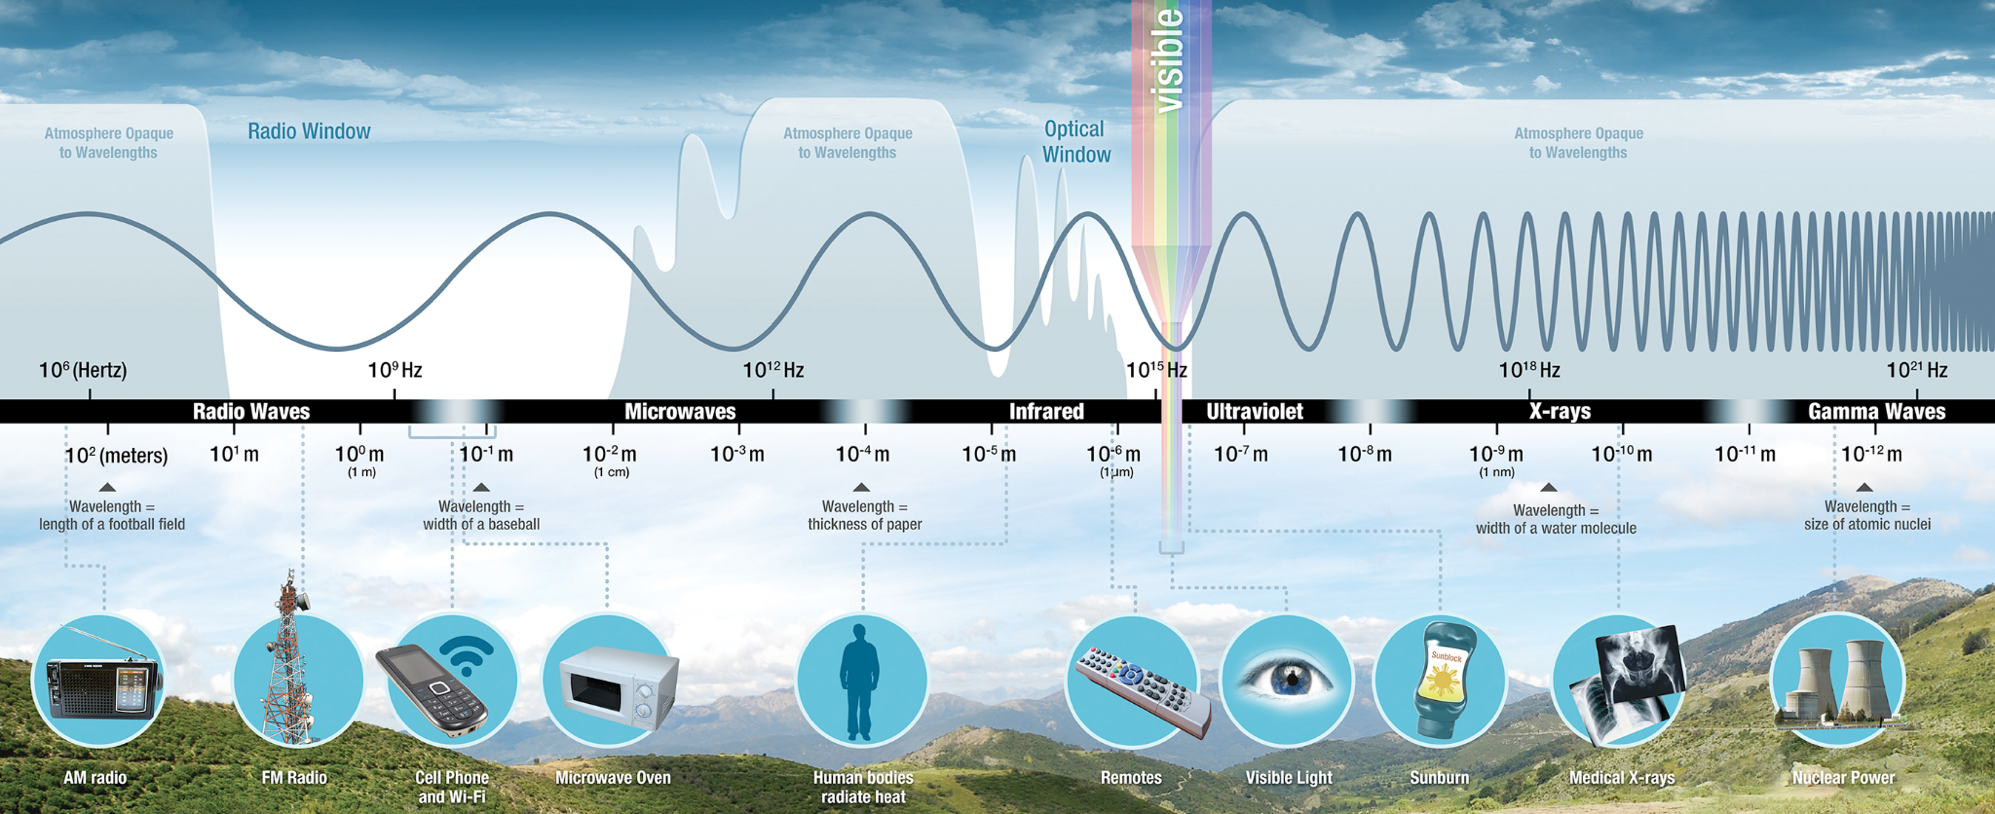 visible
Atmosphere Opaque
to Wavelengths
Radio Window
Atmosphere Opaque
to Wavelengths
Optical
Window
Atmosphere Opaque
to Wavelengths
10⁶ (Hertz)
10⁹ Hz
10¹² Hz
10¹⁵ Hz
10¹⁸ Hz
10²¹ Hz
Radio Waves
Microwaves
Infrared
Ultraviolet
X-rays
Gamma Waves
10² (meters)
10¹ m
10⁰ m
(1 m)
10⁻¹ m
10⁻² m
(1 cm)
10⁻³ m
10⁻⁴ m
10⁻⁵ m
10⁻⁶ m
(1μm)
10⁻⁷ m
10⁻⁸ m
10⁻⁹ m
(1 nm)
10⁻¹⁰ m
10⁻¹¹ m
10⁻¹² m
Wavelength =
length of a football field
Wavelength =
width of a baseball
Wavelength =
thickness of paper
Wavelength =
width of a water molecule
Wavelength =
size of atomic nuclei
Sunblock
AM radio
FM Radio
Cell Phone
and Wi-Fi
Microwave Oven
Human bodies
radiate heat
Remotes
Visible Light
Sunburn
Medical X-rays
Nuclear Power